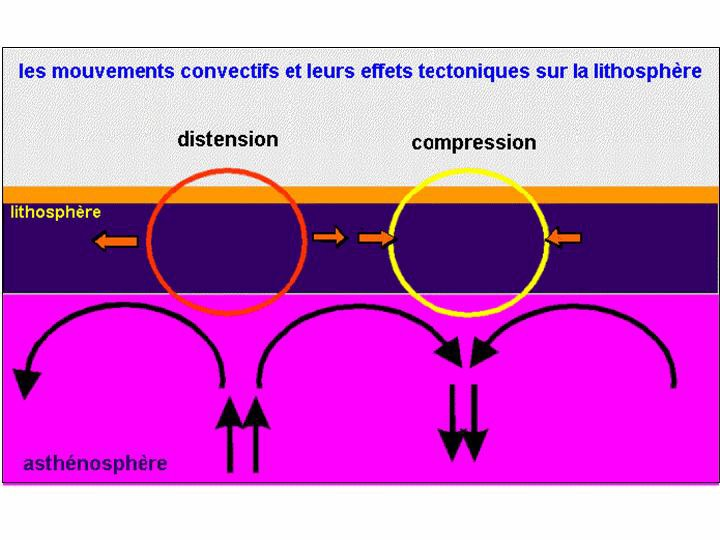 les mouvements convectifs et leurs effets tectoniques sur la lithosphère
distension
compression
lithosphère
asthénosphère